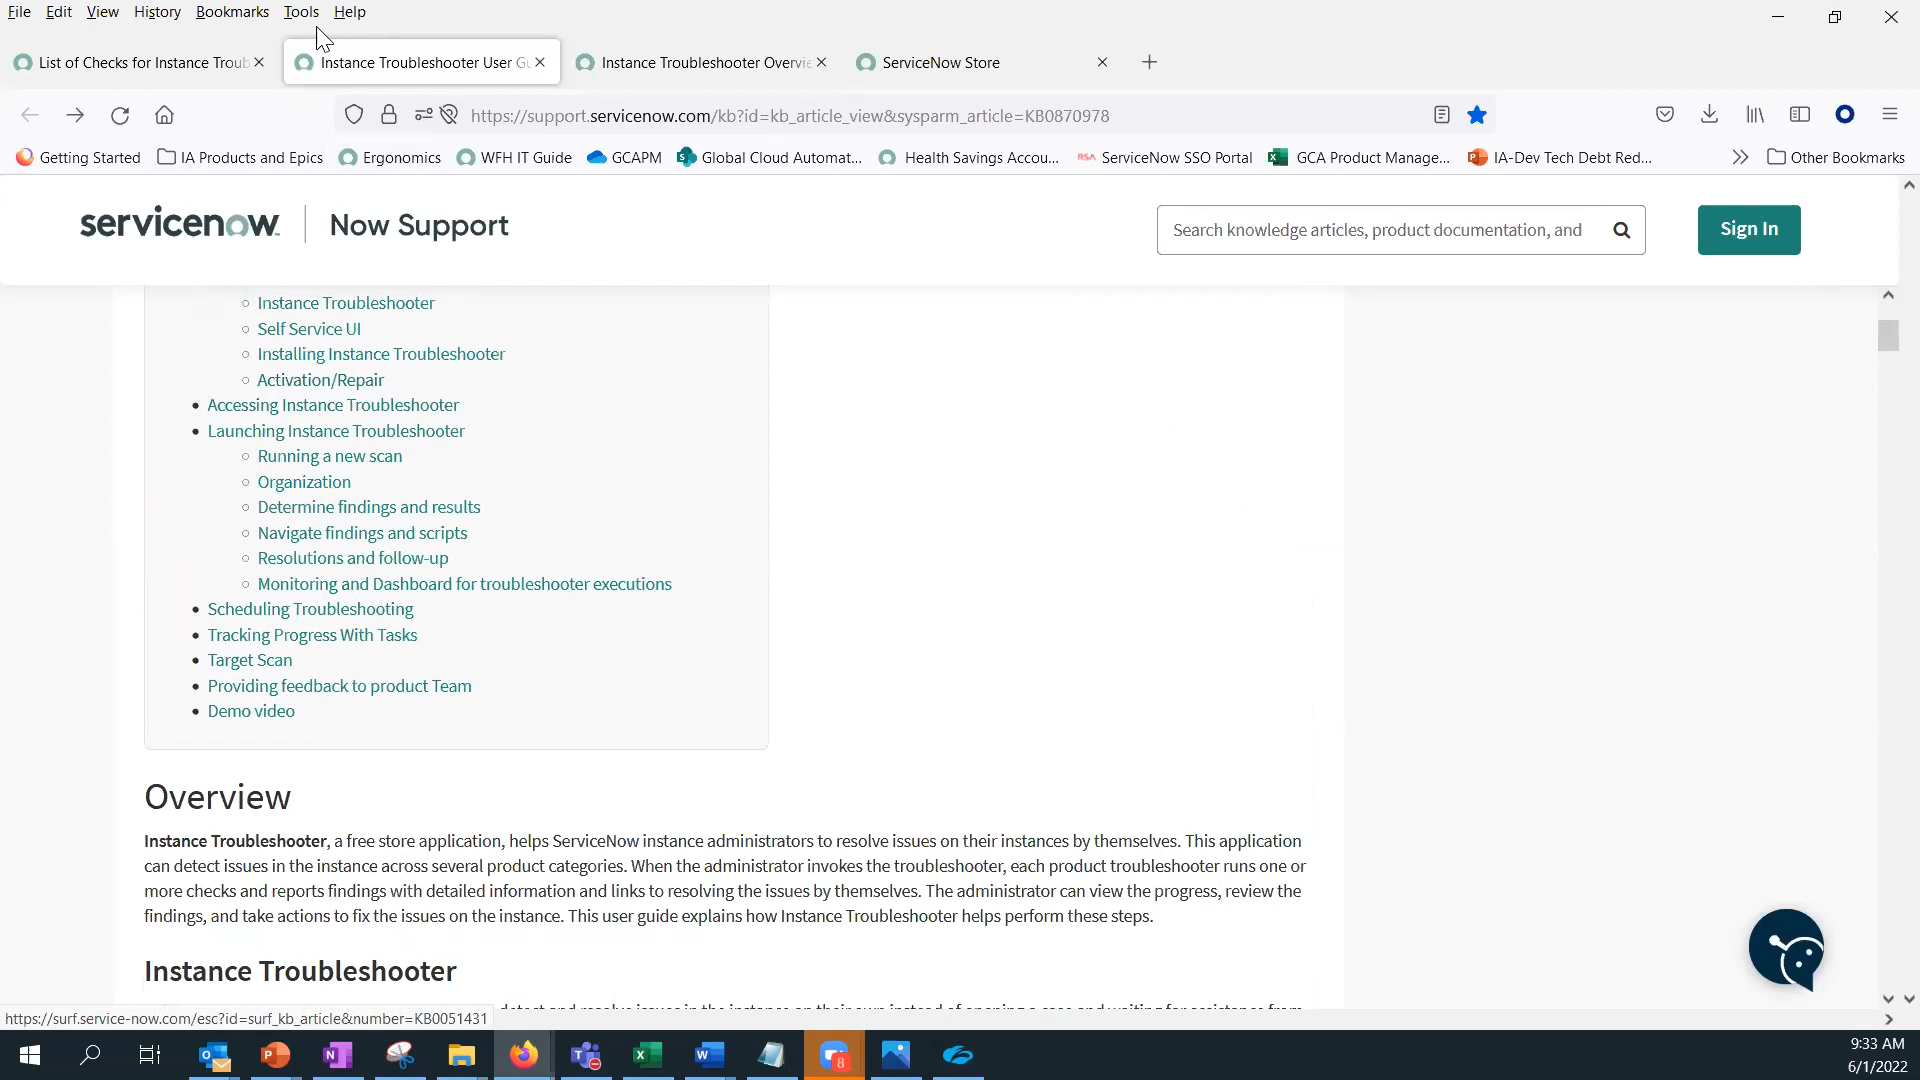 File Edit View History Bookmarks Tools Help
List of Checks for Instance Troub Instance Troubleshooter User Gu Instance Troubleshooter Overvie ServiceNow Store
https://support.servicenow.com/kb?id=kb_article_view&sysparm_article=KB0870978
Getting Started IA Products and Epics Ergonomics WFH IT Guide GCAPM Global Cloud Automat... Health Savings Accou... RSA ServiceNow SSO Portal GCA Product Manage... IA-Dev Tech Debt Red... Other Bookmarks
servicenow Now Support Search knowledge articles, product documentation, and Sign In
Instance Troubleshooter
Self Service UI
Installing Instance Troubleshooter
Activation/Repair
Accessing Instance Troubleshooter
Launching Instance Troubleshooter
Running a new scan
Organization
Determine findings and results
Navigate findings and scripts
Resolutions and follow-up
Monitoring and Dashboard for troubleshooter executions
Scheduling Troubleshooting
Tracking Progress With Tasks
Target Scan
Providing feedback to product Team
Demo video
Overview
Instance Troubleshooter, a free store application, helps ServiceNow instance administrators to resolve issues on their instances by themselves. This application
can detect issues in the instance across several product categories. When the administrator invokes the troubleshooter, each product troubleshooter runs one or
more checks and reports findings with detailed information and links to resolving the issues by themselves. The administrator can view the progress, review the
findings, and take actions to fix the issues on the instance. This user guide explains how Instance Troubleshooter helps perform these steps.
Instance Troubleshooter
https://surf.service-now.com/esc?id=surf_kb_article&number=KB0051431
8
9:33 AM
6/1/2022